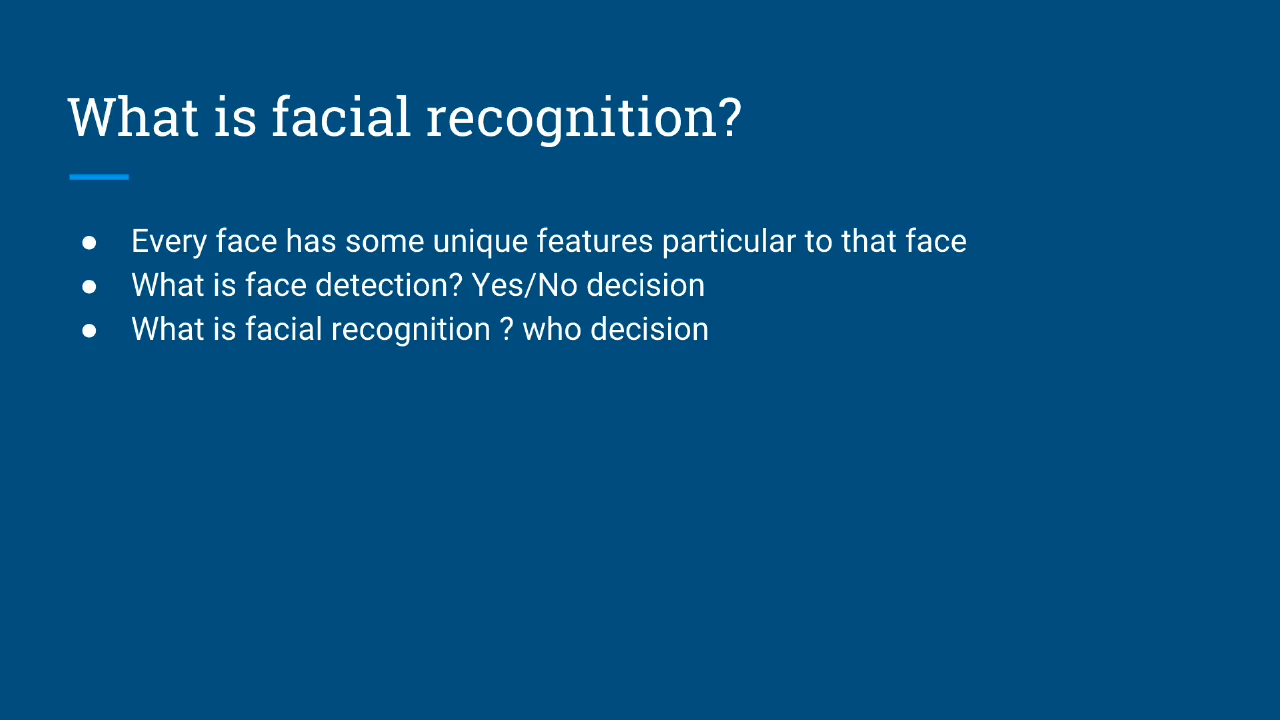 What is facial recognition?
● Every face has some unique features particular to that face
● What is face detection? Yes/No decision
● What is facial recognition ? who decision